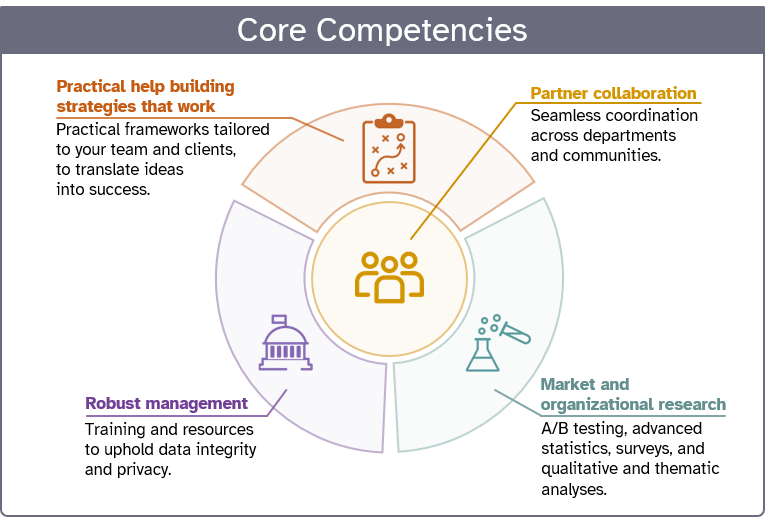 Core Competencies
Practical help building
strategies that work
Practical frameworks tailored
to your team and clients,
to translate ideas
into success.
Partner collaboration
Seamless coordination
across departments
and communities.
Robust management
Training and resources
to uphold data integrity
and privacy.
Market and
organizational research
A/B testing, advanced
statistics, surveys, and
qualitative and thematic
analyses.